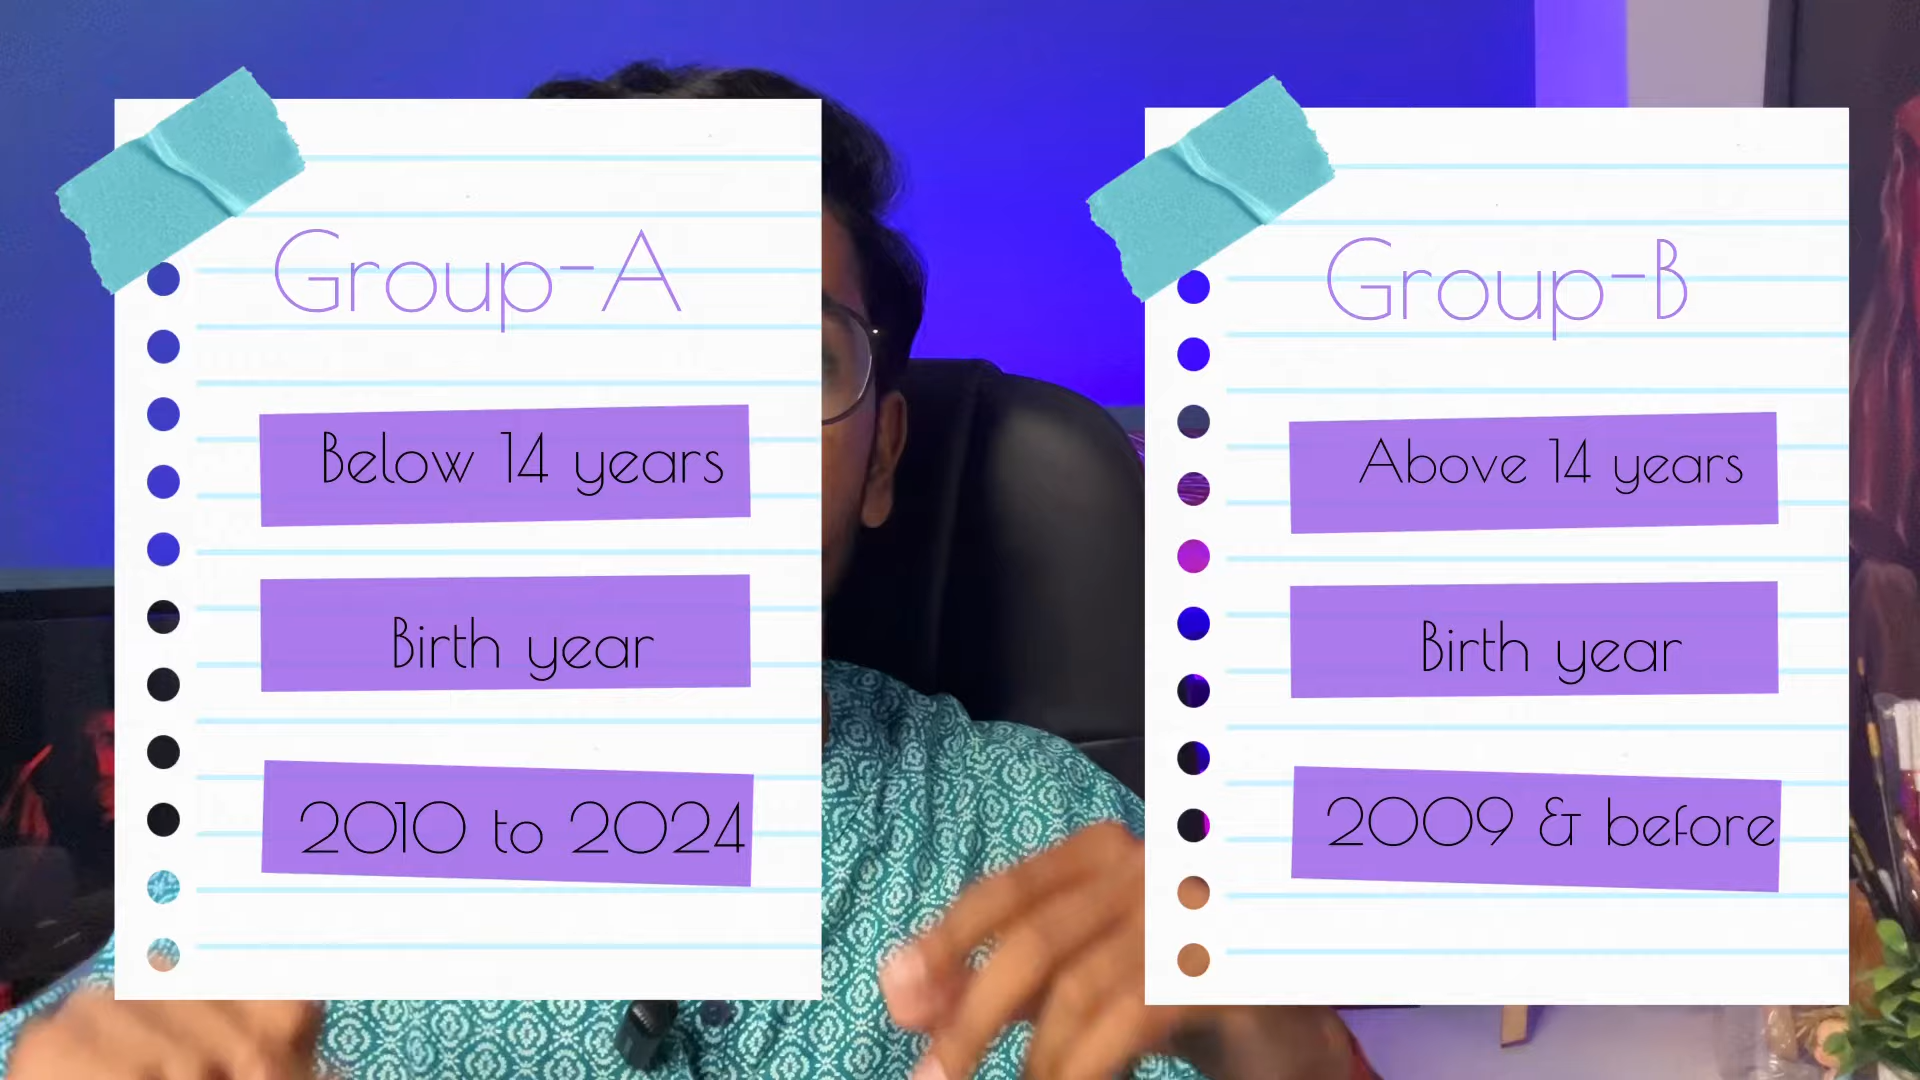 Group-A
Below 14 years
Birth year
2010 to 2024
Group-B
Above 14 years
Birth year
2009 & before